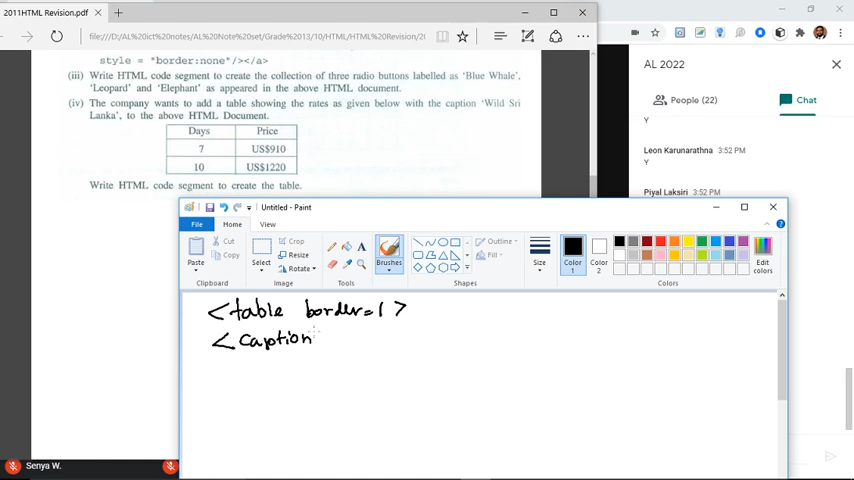 2011HTML Revision.pdf
file:///D:/AL%20ict%20notes/AL%20Note%20set/Grade%2013/10/HTML/HTML%20Revision/2
style = "border:none"/></a>
(iii) Write HTML code segment to create the collection of three radio buttons labelled as 'Blue Whale',
'Leopard' and 'Elephant' as appeared in the above HTML document.
(iv) The company wants to add a table showing the rates as given below with the caption 'Wild Sri
Lanka', to the above HTML Document.
Days Price
7 US$910
10 US$1220
Write HTML code segment to create the table.
AL 2022
People (22)
Chat
Y
Leon Karunarathna 3:52 PM
Y
Piyal Laksiri 3:52 PM
Untitled - Paint
File Home View
Paste
Cut
Copy
Clipboard
Select
Crop
Resize
Rotate
Image
A
Tools
Brushes
Outline
Fill
Shapes
Size
Color 1
Color 2
Edit colors
Colors
<table border=1>
<caption
Senya W.